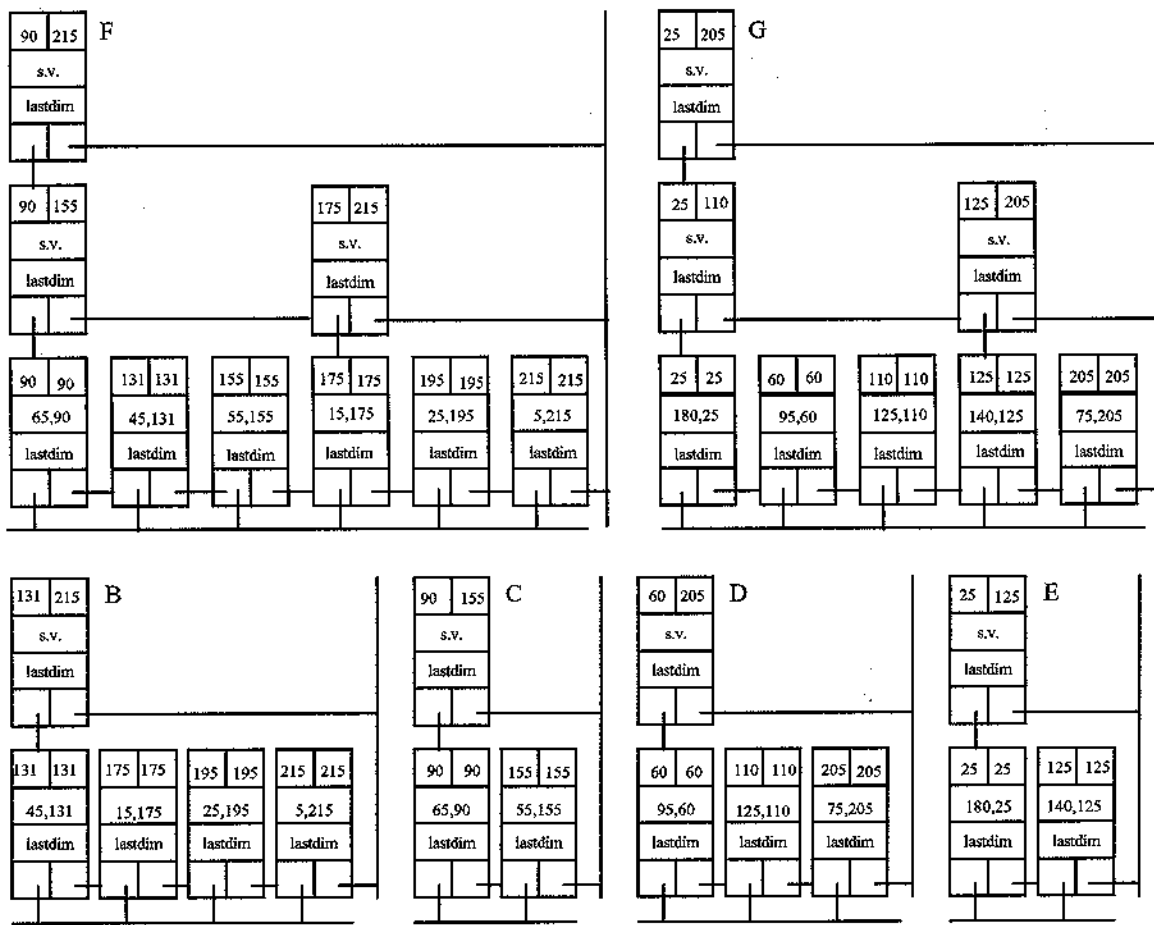 90 215 F
s.v.
lastdim
90 155
s.v.
lastdim
175 215
s.v.
lastdim
90 90
65,90
lastdim
131 131
45,131
lastdim
155 155
55,155
lastdim
175 175
15,175
lastdim
195 195
25,195
lastdim
215 215
5,215
lastdim
25 205 G
s.v.
lastdim
25 110
s.v.
lastdim
125 205
s.v.
lastdim
25 25
180,25
lastdim
60 60
95,60
lastdim
110 110
125,110
lastdim
125 125
140,125
lastdim
205 205
75,205
lastdim
131 215 B
s.v.
lastdim
131 131
45,131
lastdim
175 175
15,175
lastdim
195 195
25,195
lastdim
215 215
5,215
lastdim
90 155 C
s.v.
lastdim
90 90
65,90
lastdim
155 155
55,155
lastdim
60 205 D
s.v.
lastdim
60 60
95,60
lastdim
110 110
125,110
lastdim
205 205
75,205
lastdim
25 125 E
s.v.
lastdim
25 25
180,25
lastdim
125 125
140,125
lastdim